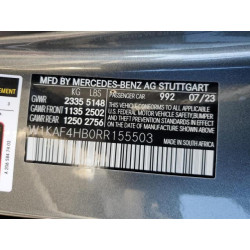 MFD BY MERCEDES-BENZ AG STUTTGART
KG LBS PASSENGER CAR 992 07/23
GVWR 2335 5148
GAWR FRONT 1135 2502
GAWR REAR 1250 2756
THIS VEHICLE CONFORMS TO ALL APPLICABLE
FEDERAL MOTOR VEHICLE SAFETY,
BUMPER, AND THEFT PREVENTION
STANDARDS IN EFFECT ON THE DATE OF
MANUFACTURE SHOWN ABOVE.
W1KAF4HB0RR155503
MADE IN SOUTH AFRICA